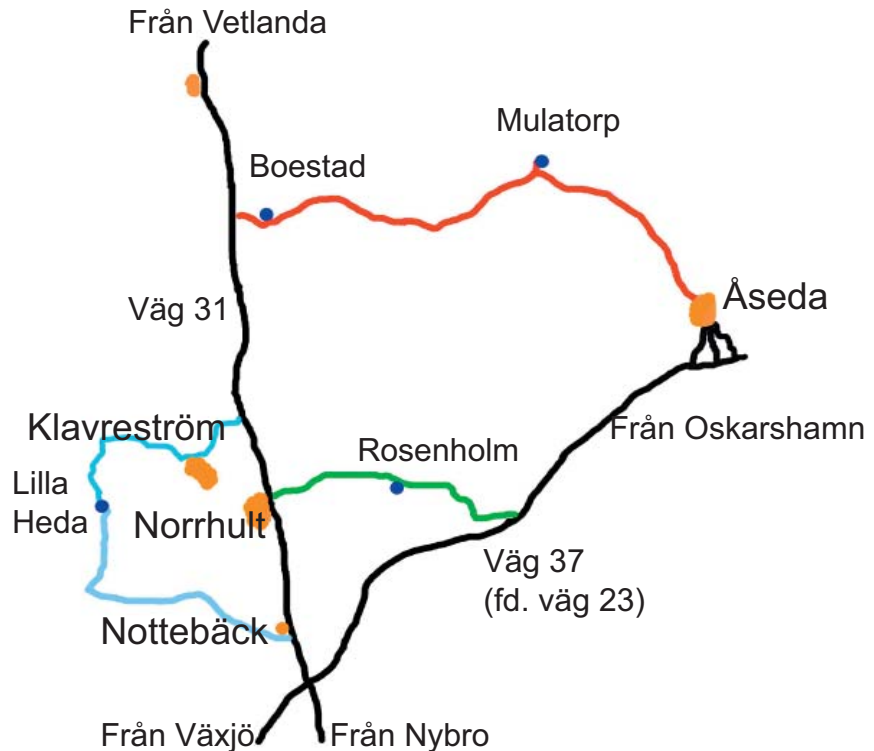 Från Vetlanda
Mulatorp
Boestad
Åseda
Väg 31
Klavreström
Från Oskarshamn
Rosenholm
Lilla
Heda
Norrhult
Väg 37
(fd. väg 23)
Nottebäck
Från Växjö
Från Nybro